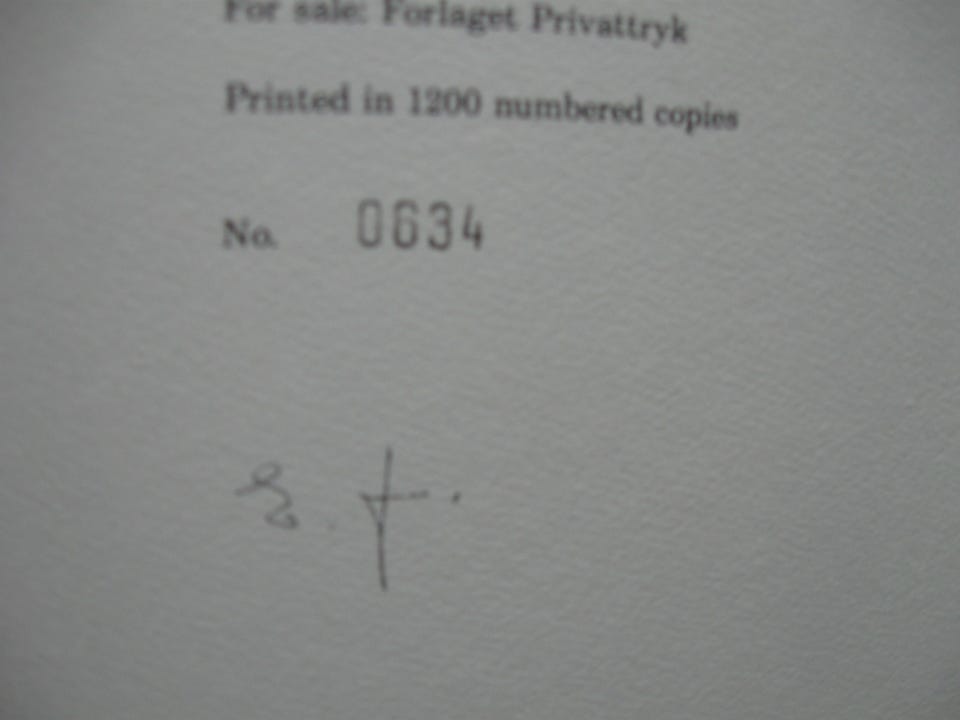 For sale: Forlaget Privattryk
Printed in 1200 numbered copies
No. 0634